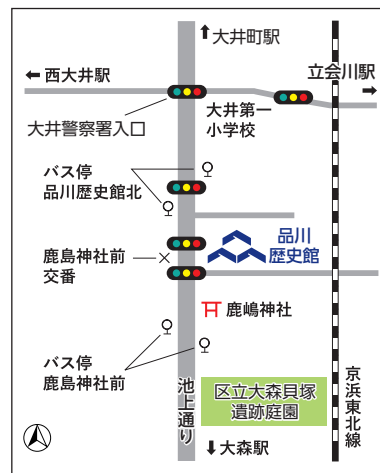 ↑大井町駅
←西大井駅
立会川駅
→
大井警察署入口
大井第一
小学校
バス停
品川歴史館北
品川
歴史館
鹿島神社前
交番
鹿嶋神社
バス停
鹿島神社前
池上通り
区立大森貝塚
遺跡庭園
京浜東北線
↓大森駅